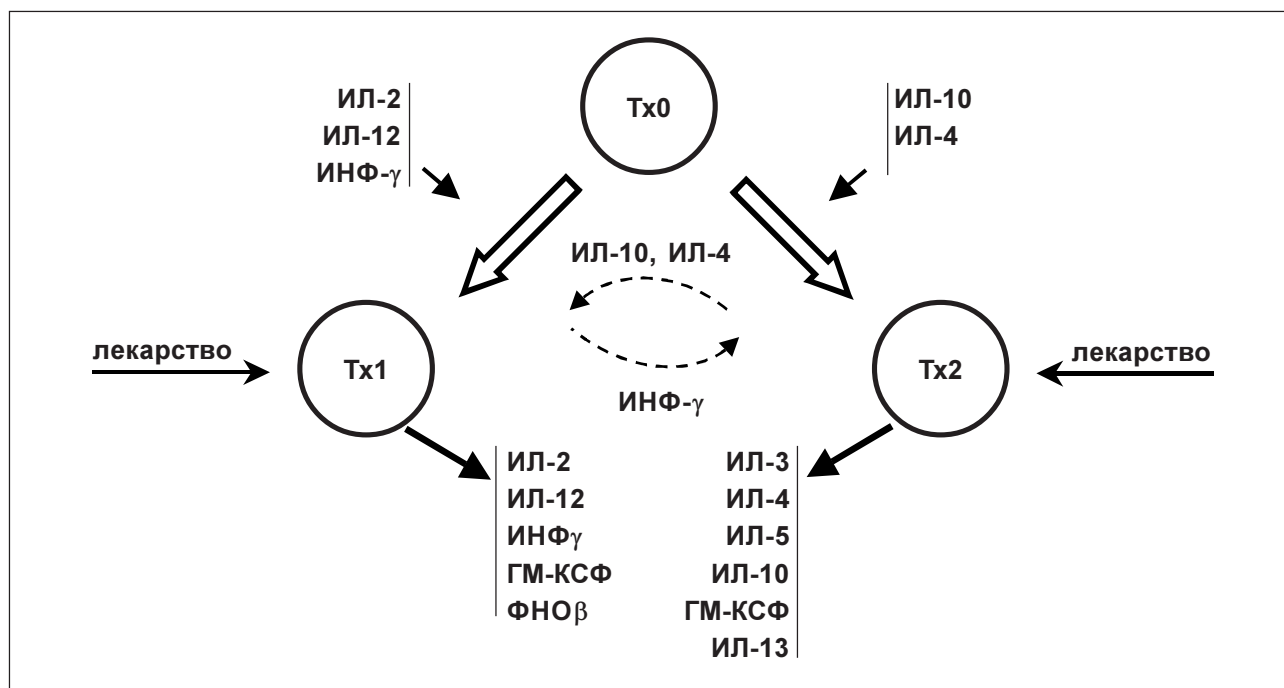 Тх0
ИЛ-2
ИЛ-12
ИНФ-γ
ИЛ-10
ИЛ-4
ИЛ-10, ИЛ-4
лекарство
Тх1
Тх2
лекарство
ИНФ-γ
ИЛ-2
ИЛ-12
ИНФγ
ГМ-КСФ
ФНОβ
ИЛ-3
ИЛ-4
ИЛ-5
ИЛ-10
ГМ-КСФ
ИЛ-13